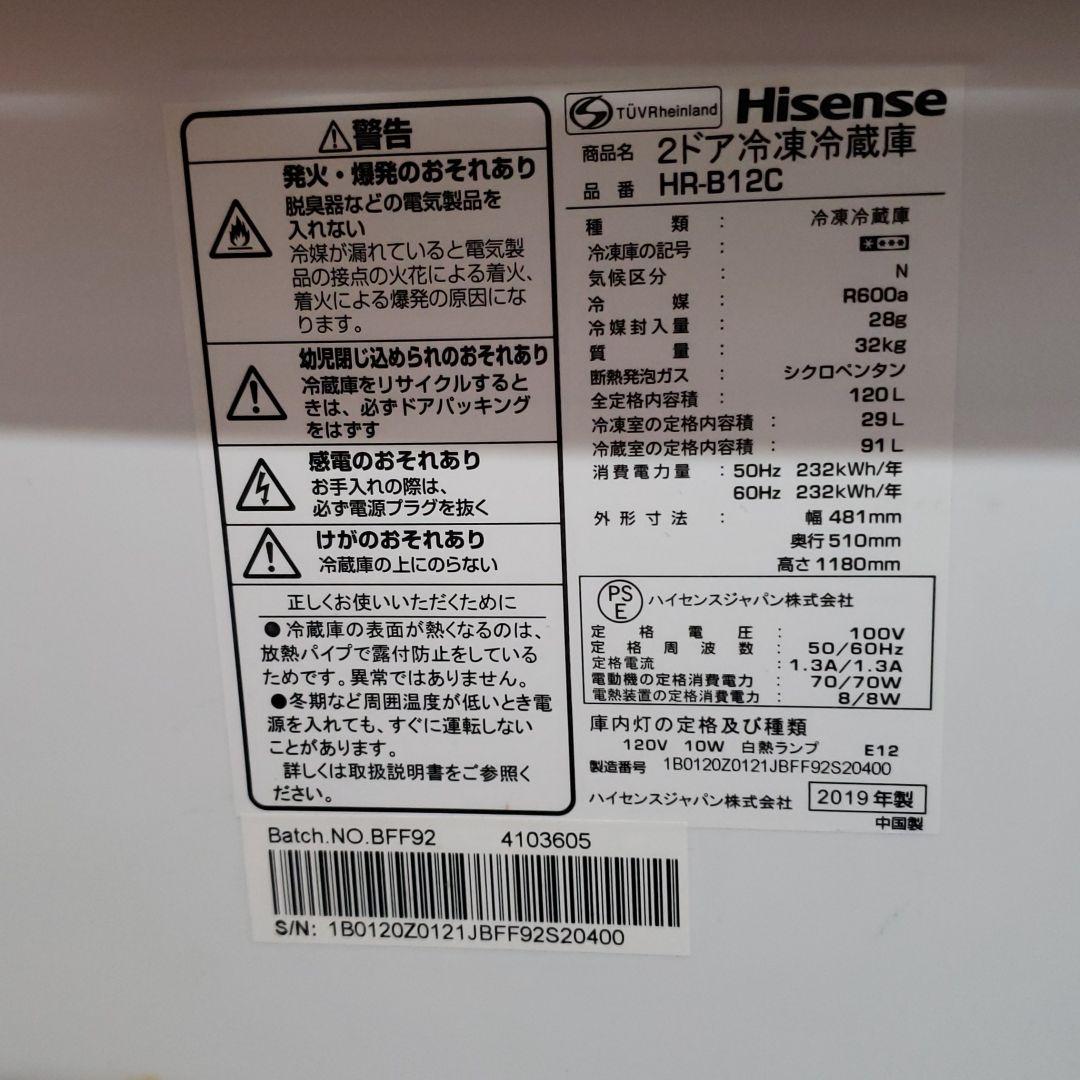 ⚠警告
発火・爆発のおそれあり
脱臭器などの電気製品を
入れない
冷媒が漏れていると電気製
品の接点の火花による着火、
着火による爆発の原因にな
ります。
幼児閉じ込められのおそれあり
冷蔵庫をリサイクルすると
きは、必ずドアパッキング
をはずす
感電のおそれあり
お手入れの際は、
必ず電源プラグを抜く
けがのおそれあり
冷蔵庫の上にのらない
正しくお使いいただくために
●冷蔵庫の表面が熱くなるのは、
放熱パイプで露付防止をしている
ためです。異常ではありません。
●冬期など周囲温度が低いとき電
源を入れても、すぐに運転しない
ことがあります。
詳しくは取扱説明書をご参照く
ださい。
TÜVRheinland Hisense
商品名 2ドア冷凍冷蔵庫
品番 HR-B12C
種類 : 冷凍冷蔵庫
冷凍庫の記号 :
気候区分 : N
冷媒 : R600a
冷媒封入量 : 28g
質量 : 32kg
断熱発泡ガス : シクロペンタン
全定格内容積 : 120L
冷凍室の定格内容積 : 29L
冷蔵室の定格内容積 : 91L
消費電力量 : 50Hz 232kWh/年
60Hz 232kWh/年
外形寸法 : 幅 481mm
奥行 510mm
高さ 1180mm
PSE ハイセンスジャパン株式会社
定格電圧 : 100V
定格周波数 : 50/60Hz
定格電流 : 1.3A/1.3A
電動機の定格消費電力 : 70/70W
電熱装置の定格消費電力 : 8/8W
庫内灯の定格及び種類
120V 10W 白熱ランプ E12
製造番号 1B0120Z0121JBFF92S20400
ハイセンスジャパン株式会社 2019年製
中国製
Batch.NO.BFF92 4103605
S/N: 1B0120Z0121JBFF92S20400